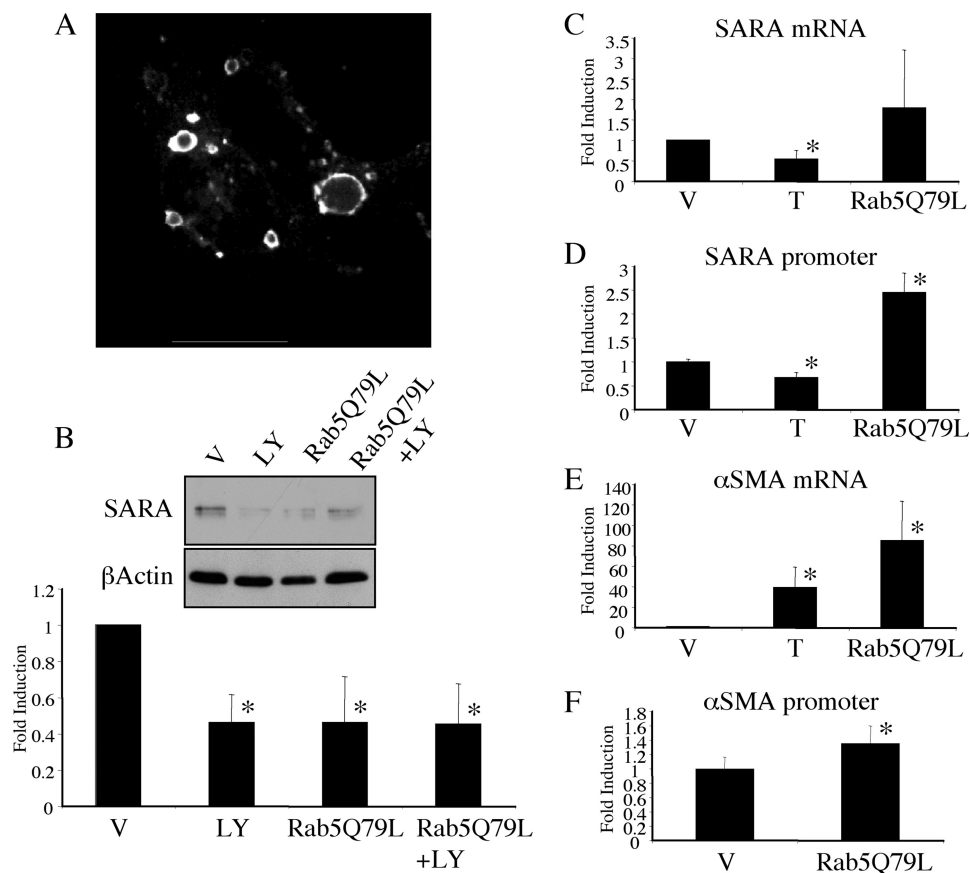 A
B
V
LY
Rab5Q79L
Rab5Q79L
+LY
SARA
βActin
Fold Induction
1.2
1
0.8
0.6
0.4
0.2
0
*
*
*
V
LY
Rab5Q79L
Rab5Q79L
+LY
C
SARA mRNA
Fold Induction
3.5
3
2.5
2
1.5
1
0.5
0
*
V
T
Rab5Q79L
D
SARA promoter
Fold Induction
3
2.5
2
1.5
1
0.5
0
*
*
V
T
Rab5Q79L
E
αSMA mRNA
Fold Induction
140
120
100
80
60
40
20
0
*
*
V
T
Rab5Q79L
F
αSMA promoter
Fold Induction
1.8
1.6
1.4
1.2
1
0.8
0.6
0.4
0.2
0
*
V
Rab5Q79L